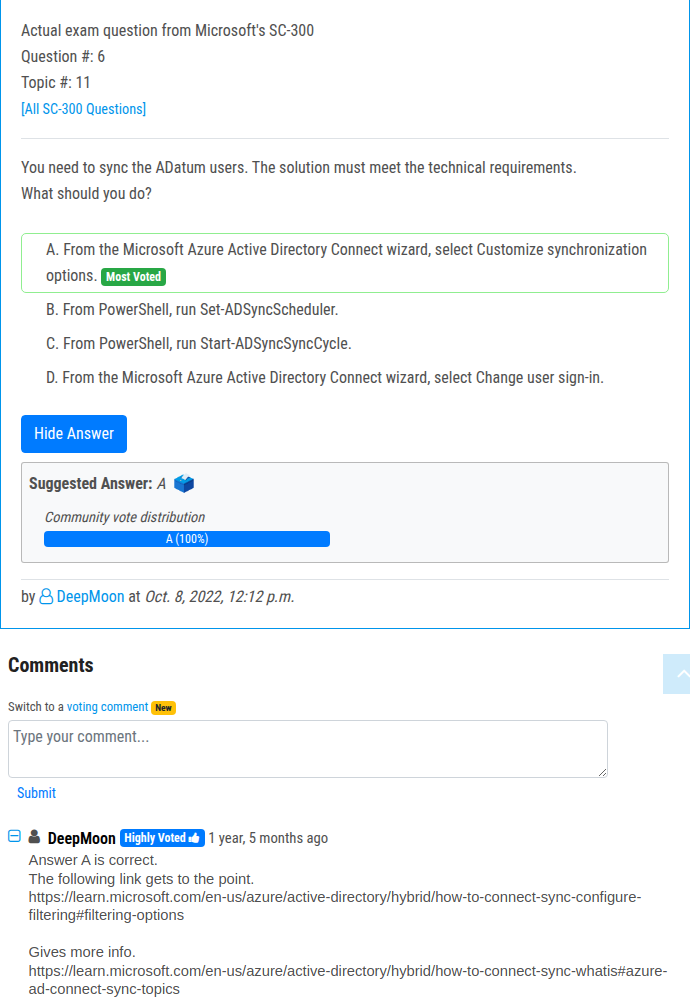 Actual exam question from Microsoft's SC-300
Question #: 6
Topic #: 11
[All SC-300 Questions]
You need to sync the ADatum users. The solution must meet the technical requirements.
What should you do?
A. From the Microsoft Azure Active Directory Connect wizard, select Customize synchronization
options. Most Voted
B. From PowerShell, run Set-ADSyncScheduler.
C. From PowerShell, run Start-ADSyncSyncCycle.
D. From the Microsoft Azure Active Directory Connect wizard, select Change user sign-in.
Hide Answer
Suggested Answer: A
Community vote distribution
A (100%)
by DeepMoon at Oct. 8, 2022, 12:12 p.m.
Comments
Switch to a voting comment New
Type your comment...
Submit
DeepMoon Highly Voted 1 year, 5 months ago
Answer A is correct.
The following link gets to the point.
https://learn.microsoft.com/en-us/azure/active-directory/hybrid/how-to-connect-sync-configure-
filtering#filtering-options
Gives more info.
https://learn.microsoft.com/en-us/azure/active-directory/hybrid/how-to-connect-sync-whatis#azure-
ad-connect-sync-topics